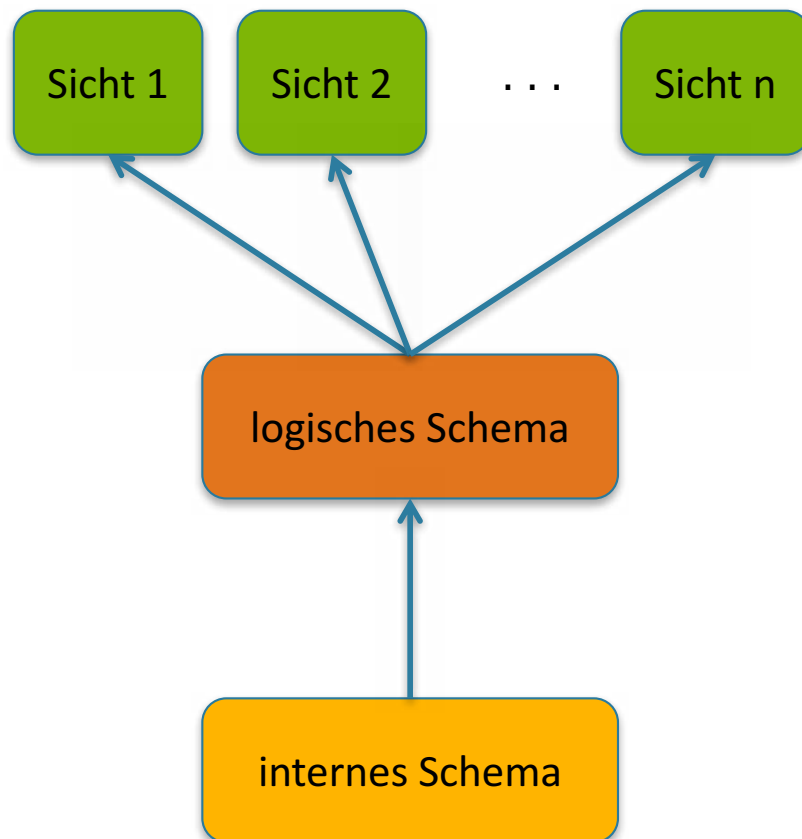 Sicht 1 Sicht 2 . . . Sicht n
logisches Schema
internes Schema